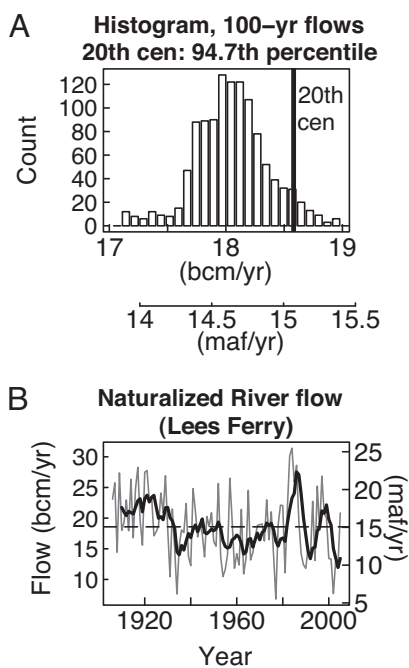 A
Histogram, 100–yr flows
20th cen: 94.7th percentile
Count
120
100
80
60
40
20
0
20th
cen
17 18 19
(bcm/yr)
14 14.5 15 15.5
(maf/yr)
B
Naturalized River flow
(Lees Ferry)
Flow (bcm/yr)
30
25
20
15
10
25
20
15
10
5
(maf/yr)
1920 1960 2000
Year